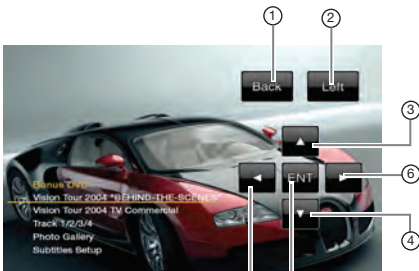 1
2
Back
Left
3
▲
◄
ENT
►
6
▼
4
Bonus DVD
Vision Tour 2004 "BEHIND-THE-SCENES"
Vision Tour 2004 TV Commercial
Track 1/2/3/4
Photo Gallery
Subtitles Setup